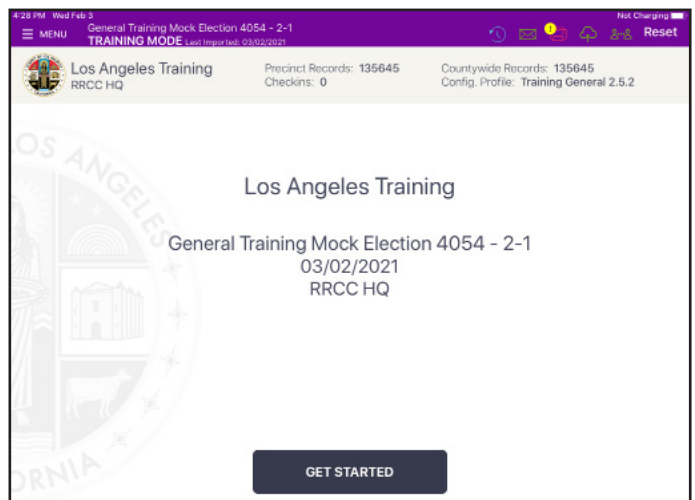 4:28 PM Wed Feb 3
Not Charging
MENU
General Training Mock Election 4054 - 2-1
TRAINING MODE Last Imported: 03/02/2021
Reset
Los Angeles Training
RRCC HQ
Precinct Records: 135645
Checkins: 0
Countywide Records: 135645
Config. Profile: Training General 2.5.2
OS ANGELES
Los Angeles Training
General Training Mock Election 4054 - 2-1
03/02/2021
RRCC HQ
ORNIA
GET STARTED